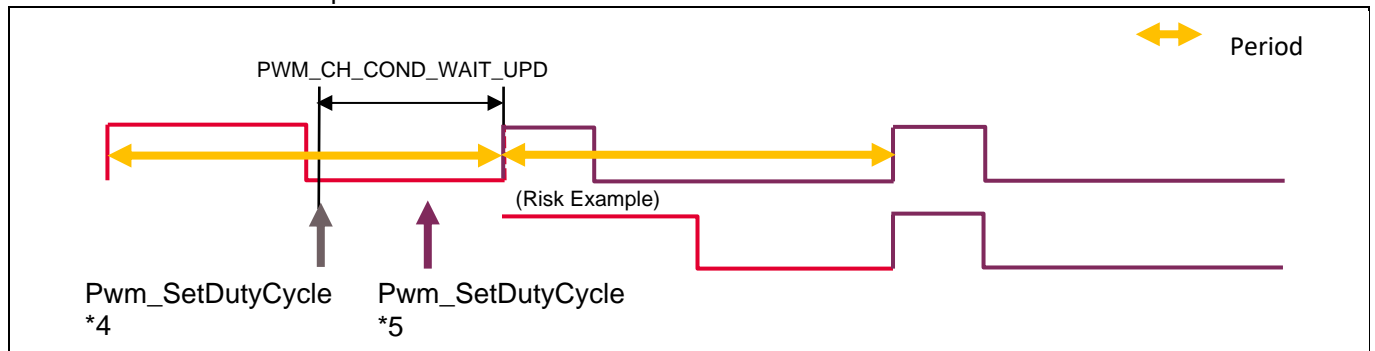 Period
PWM_CH_COND_WAIT_UPD
(Risk Example)
Pwm_SetDutyCycle
*4
Pwm_SetDutyCycle
*5